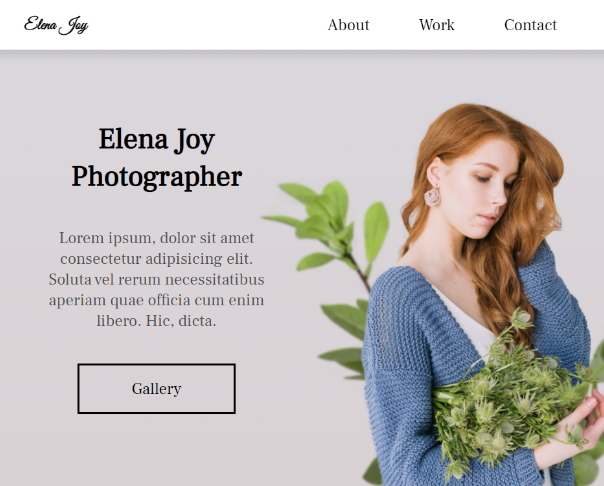 Elena Joy
About
Work
Contact
Elena Joy
Photographer
Lorem ipsum, dolor sit amet
consectetur adipisicing elit.
Soluta vel rerum necessitatibus
aperiam quae officia cum enim
libero. Hic, dicta.
Gallery